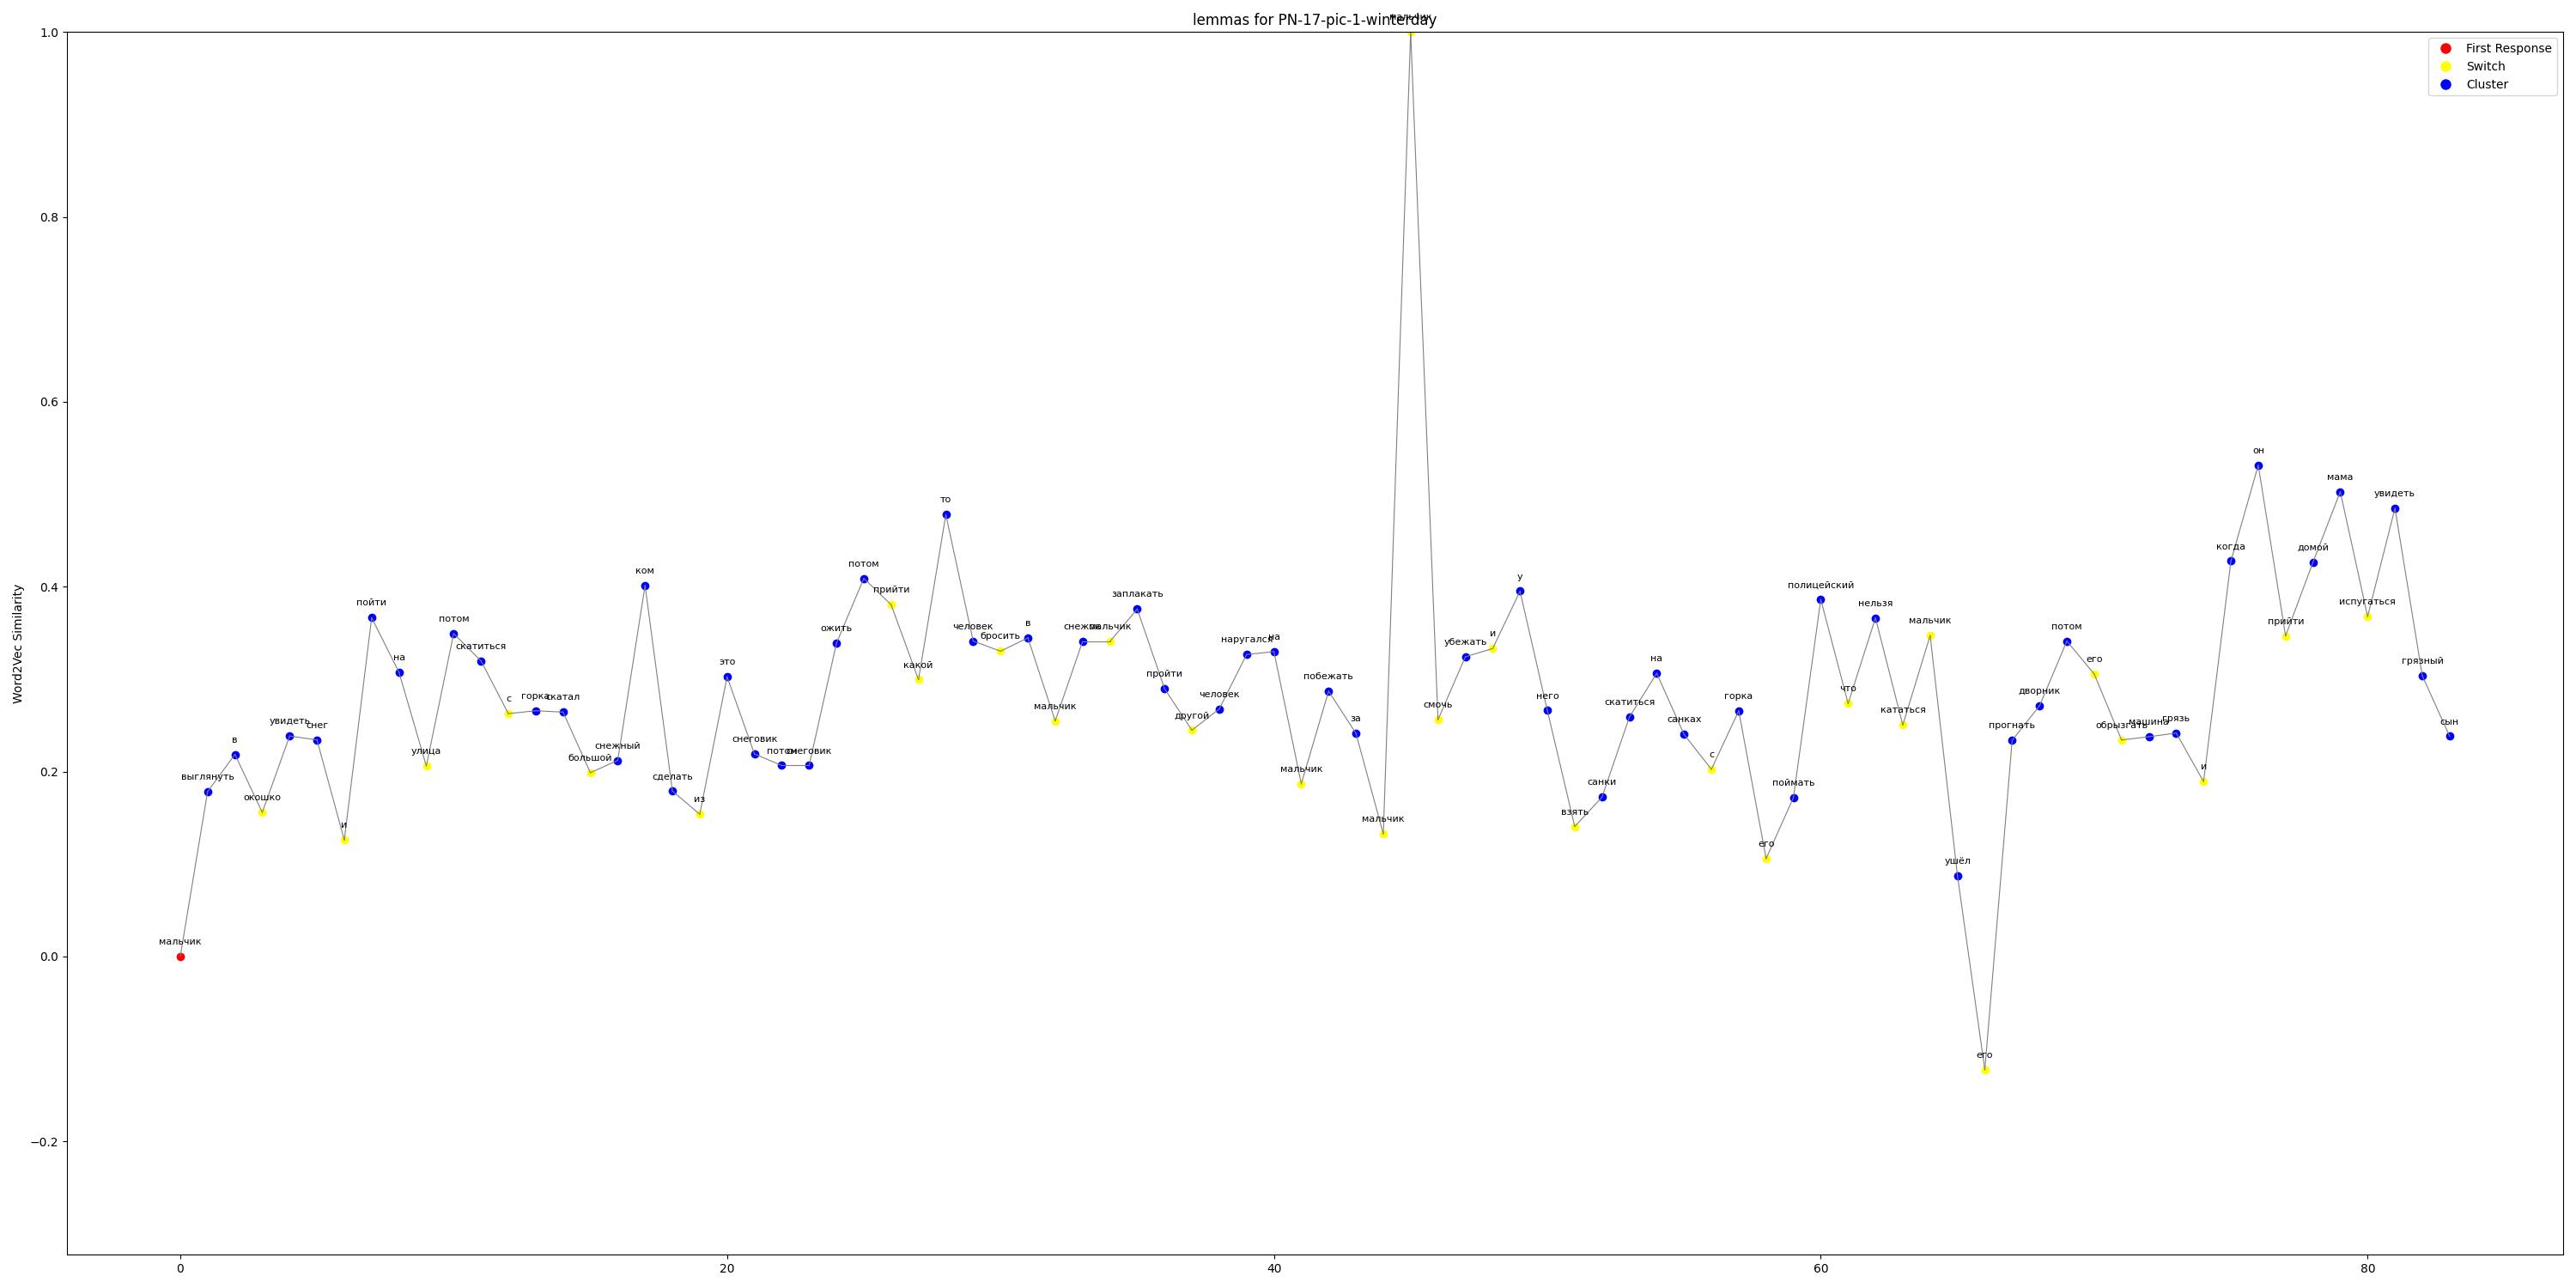 lemmas for PN-17-pic-1-winterday
Word2Vec Similarity
1.0
0.8
0.6
0.4
0.2
0.0
−0.2
0
20
40
60
80
First Response
Switch
Cluster
мальчик
выглянуть
в
окошко
увидеть
снег
и
пойти
на
улица
потом
скатиться
с
горка
скатал
большой
снежный
ком
сделать
из
это
снеговик
потом
снеговик
ожить
потом
прийти
какой
то
человек
бросить
в
мальчик
снежок
мальчик
заплакать
пройти
другой
человек
наругался
на
мальчик
побежать
за
мальчик
мальчик
смочь
убежать
и
у
него
взять
санки
скатиться
на
санках
с
горка
его
поймать
полицейский
что
нельзя
кататься
мальчик
ушёл
его
прогнать
дворник
потом
его
обрызгать
машина
грязь
и
когда
он
прийти
домой
мама
испугаться
увидеть
грязный
сын